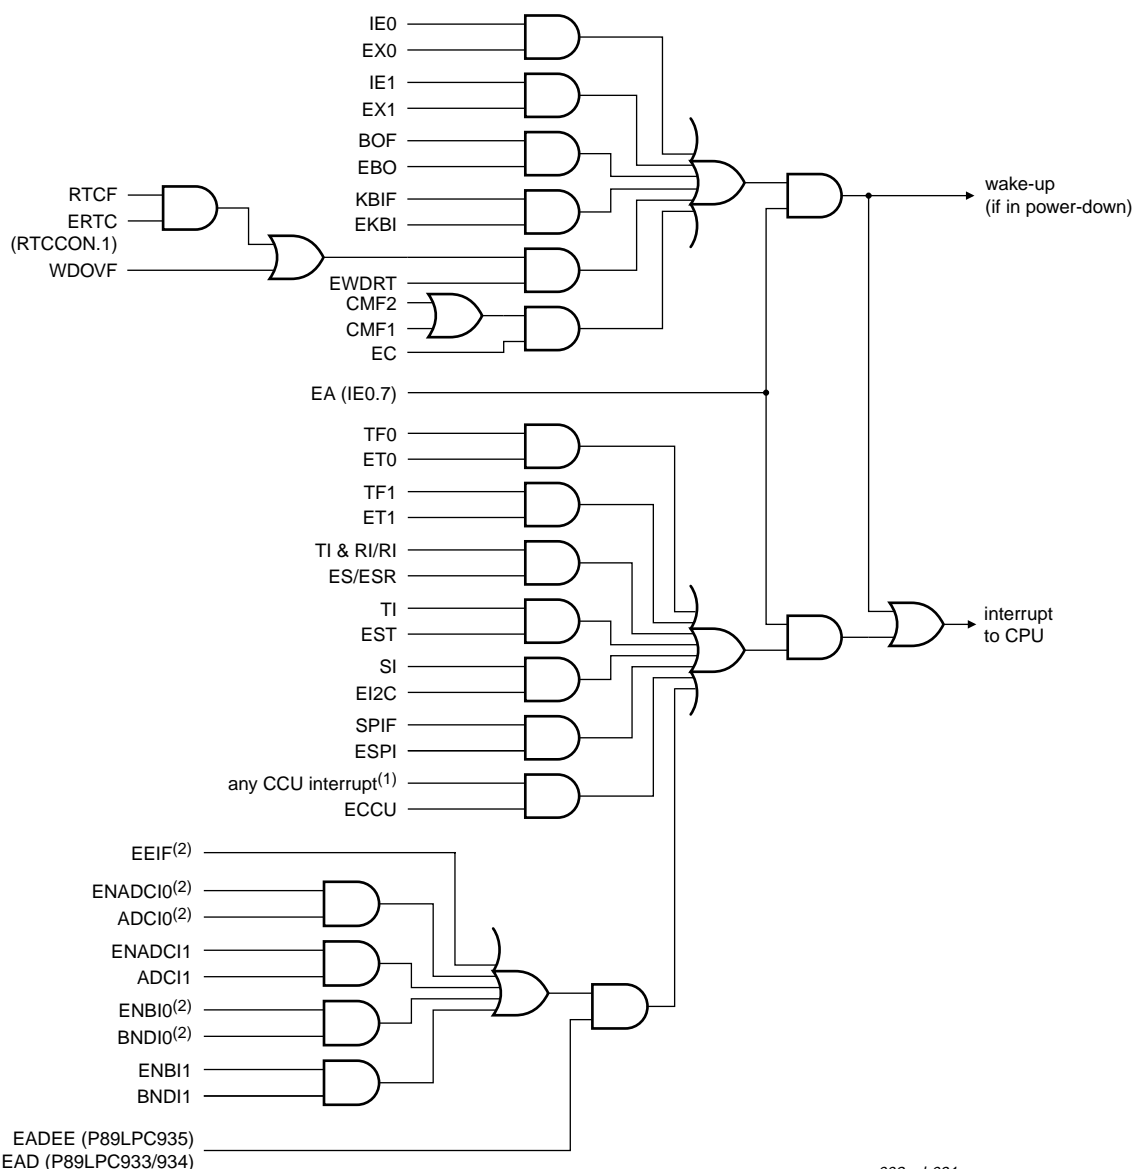 IE0
EX0
IE1
EX1
BOF
EBO
KBIF
EKBI
RTCF
ERTC
(RTCCON.1)
WDOVF
EWDRT
CMF2
CMF1
EC
wake-up
(if in power-down)
EA (IE0.7)
TF0
ET0
TF1
ET1
TI & RI/RI
ES/ESR
TI
EST
SI
EI2C
SPIF
ESPI
any CCU interrupt(1)
ECCU
interrupt
to CPU
EEIF(2)
ENADCI0(2)
ADCI0(2)
ENADCI1
ADCI1
ENBI0(2)
BNDI0(2)
ENBI1
BNDI1
EADEE (P89LPC935)
EAD (P89LPC933/934)